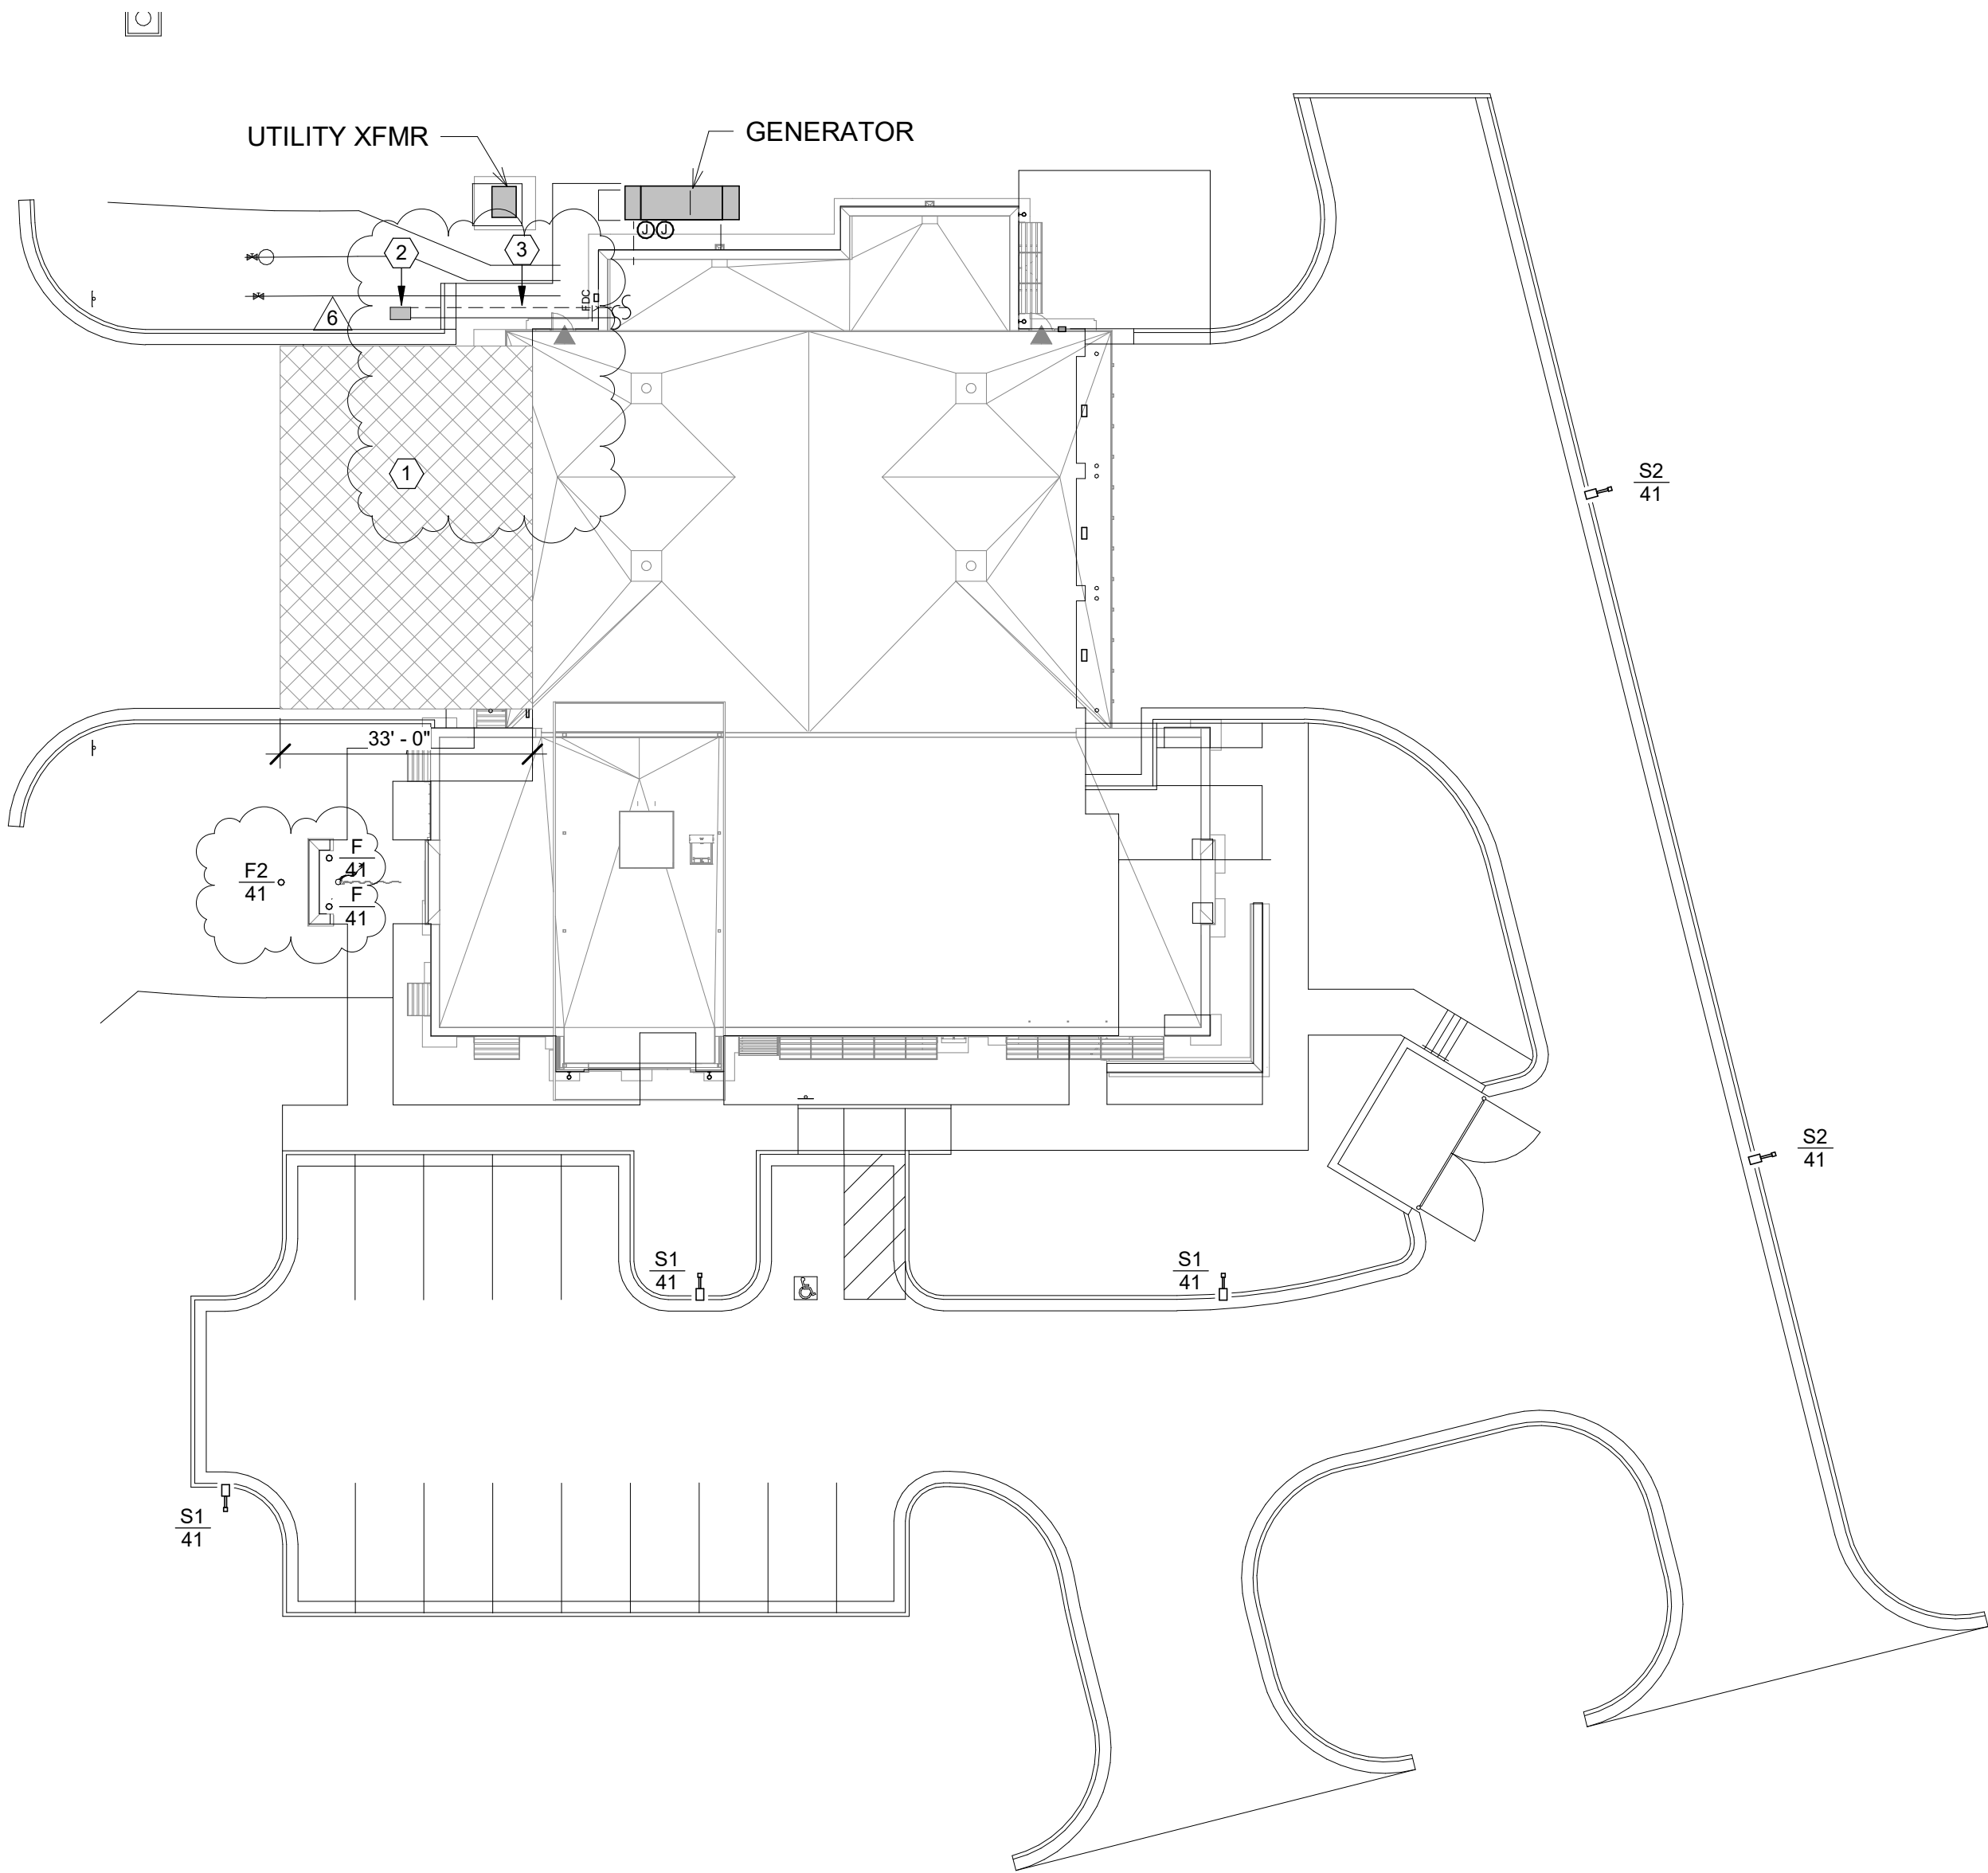 UTILITY XFMR
GENERATOR
J J
2
3
FDC
6
1
S2
41
33' - 0"
F
41
F2
41
F
41
S2
41
S1
41
S1
41
S1
41